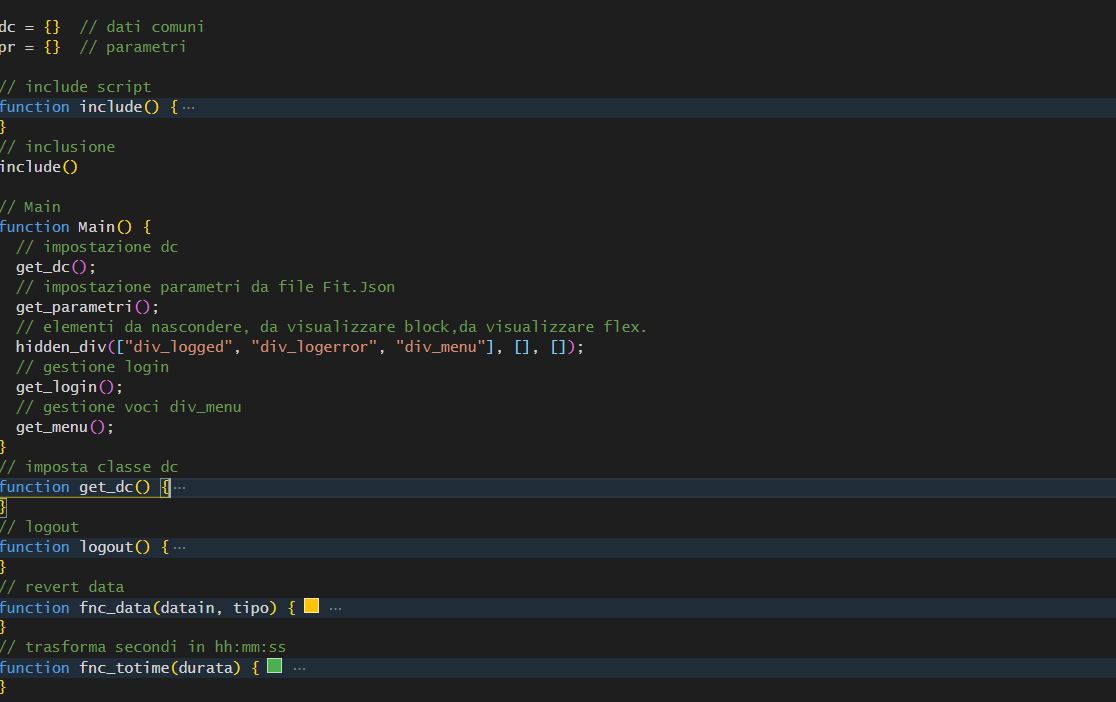 dc = {}  // dati comuni
pr = {}  // parametri
// include script
function include() { ···
}
// inclusione
include()
// Main
function Main() {
// impostazione dc
get_dc();
// impostazione parametri da file Fit.Json
get_parametri();
// elementi da nascondere, da visualizzare block,da visualizzare flex.
hidden_div(["div_logged", "div_logerror", "div_menu"], [], []);
// gestione login
get_login();
// gestione voci div_menu
get_menu();
}
// imposta classe dc
function get_dc() { ···
}
// logout
function logout() { ···
}
// revert data
function fnc_data(datain, tipo) { ···
}
// trasforma secondi in hh:mm:ss
function fnc_totime(durata) { ···
}